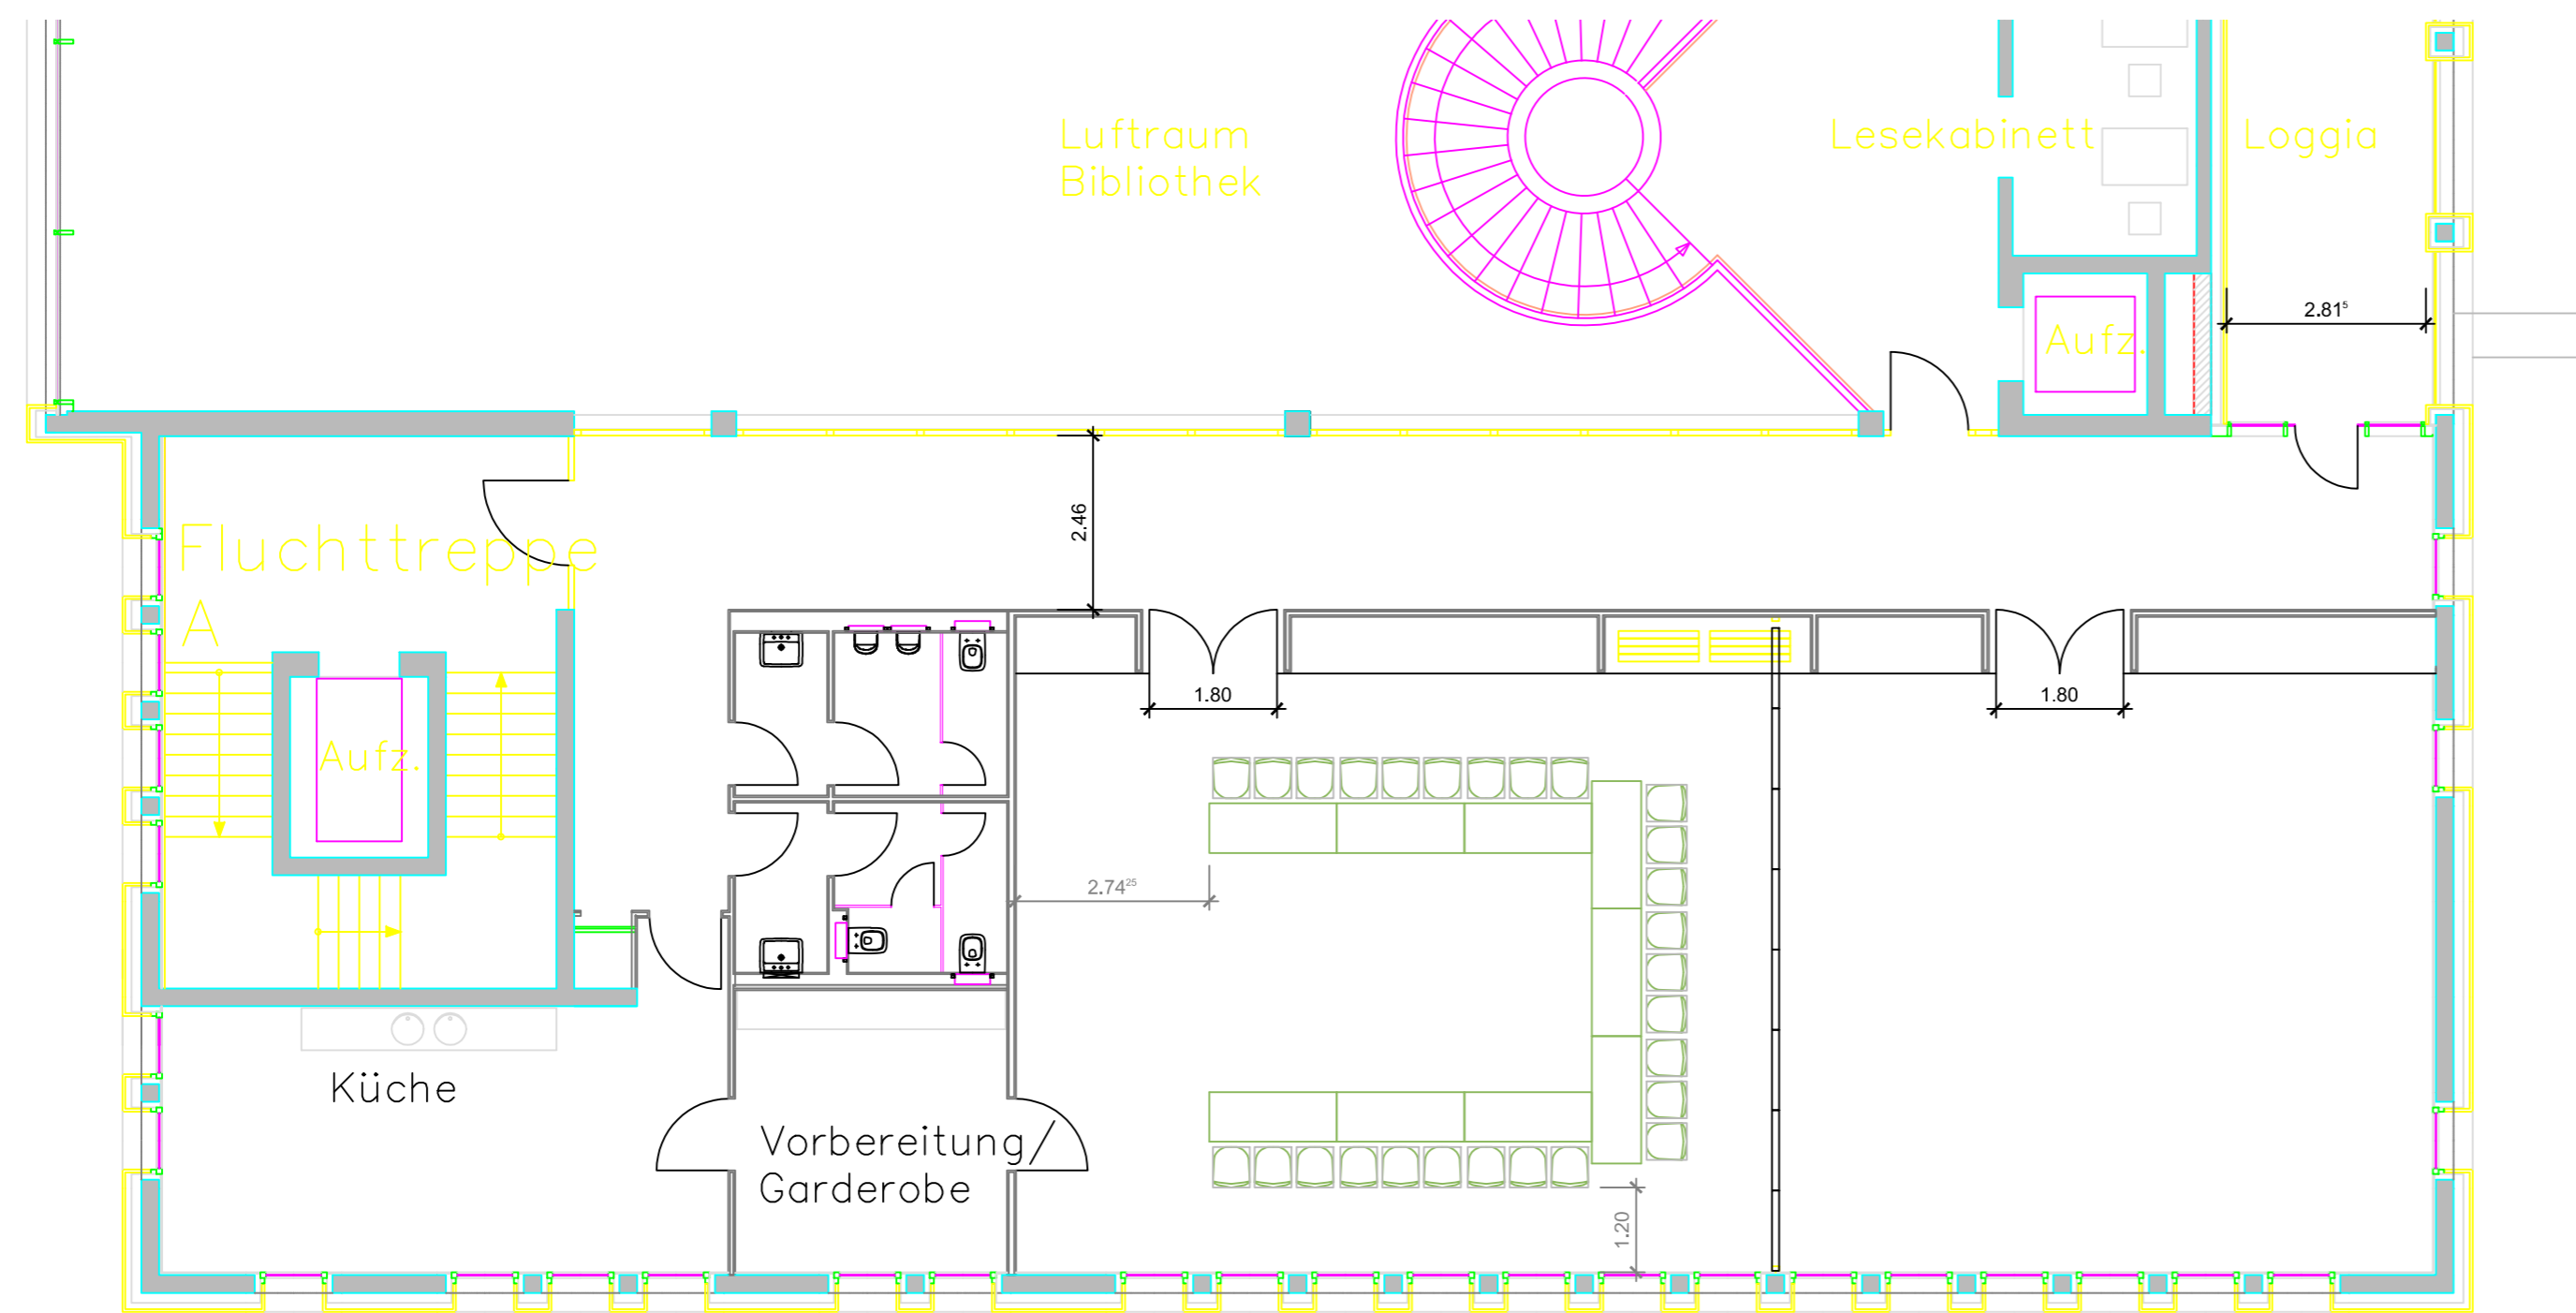 Luftraum
Bibliothek
Lesekabinett
Loggia
2.81⁵
Aufz.
2.46
Fluchttreppe
A
1.80
1.80
Aufz.
2.74²⁵
Küche
Vorbereitung/
Garderobe
1.20